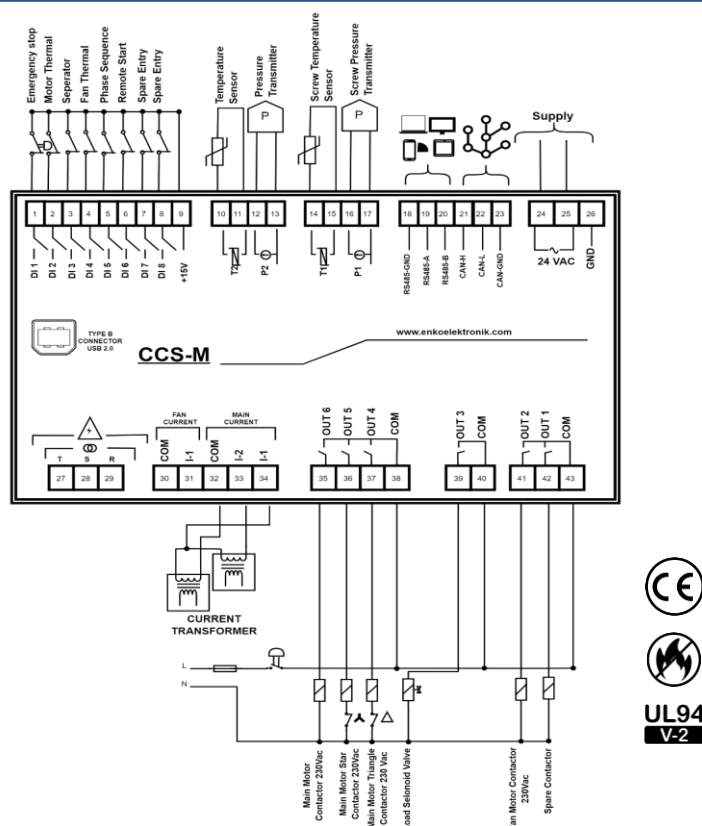 Emergency stop
Motor Thermal
Seperator
Fan Thermal
Phase Sequence
Remote Start
Spare Entry
Spare Entry
Temperature
Sensor
Pressure
Transmitter
Screw Temperature
Sensor
Screw Pressure
Transmitter
Supply
P
P
1 2 3 4 5 6 7 8 9
10 11 12 13
14 15 16 17
18 19 20 21 22 23
24 25 26
DI 1
DI 2
DI 3
DI 4
DI 5
DI 6
DI 7
DI 8
+15V
T2
P2
T1
P1
RS485-GND
RS485-A
RS485-B
CAN-H
CAN-L
CAN-GND
24 VAC
GND
TYPE B
CONNECTOR
USB 2.0
CCS-M
www.enkoelektronik.com
T S R
27 28 29
FAN
CURRENT
MAIN
CURRENT
COM
I-1
COM
I-2
I-1
30 31 32 33 34
OUT 6
OUT 5
OUT 4
COM
35 36 37 38
OUT 3
COM
39 40
OUT 2
OUT 1
COM
41 42 43
CURRENT
TRANSFORMER
L
N
Main Motor
Contactor 230Vac
Main Motor Star
Contactor 230Vac
Main Motor Triangle
Contactor 230 Vac
oad Selonoid Valve
an Motor Contactor
230Vac
Spare Contactor
CE
UL94
V-2